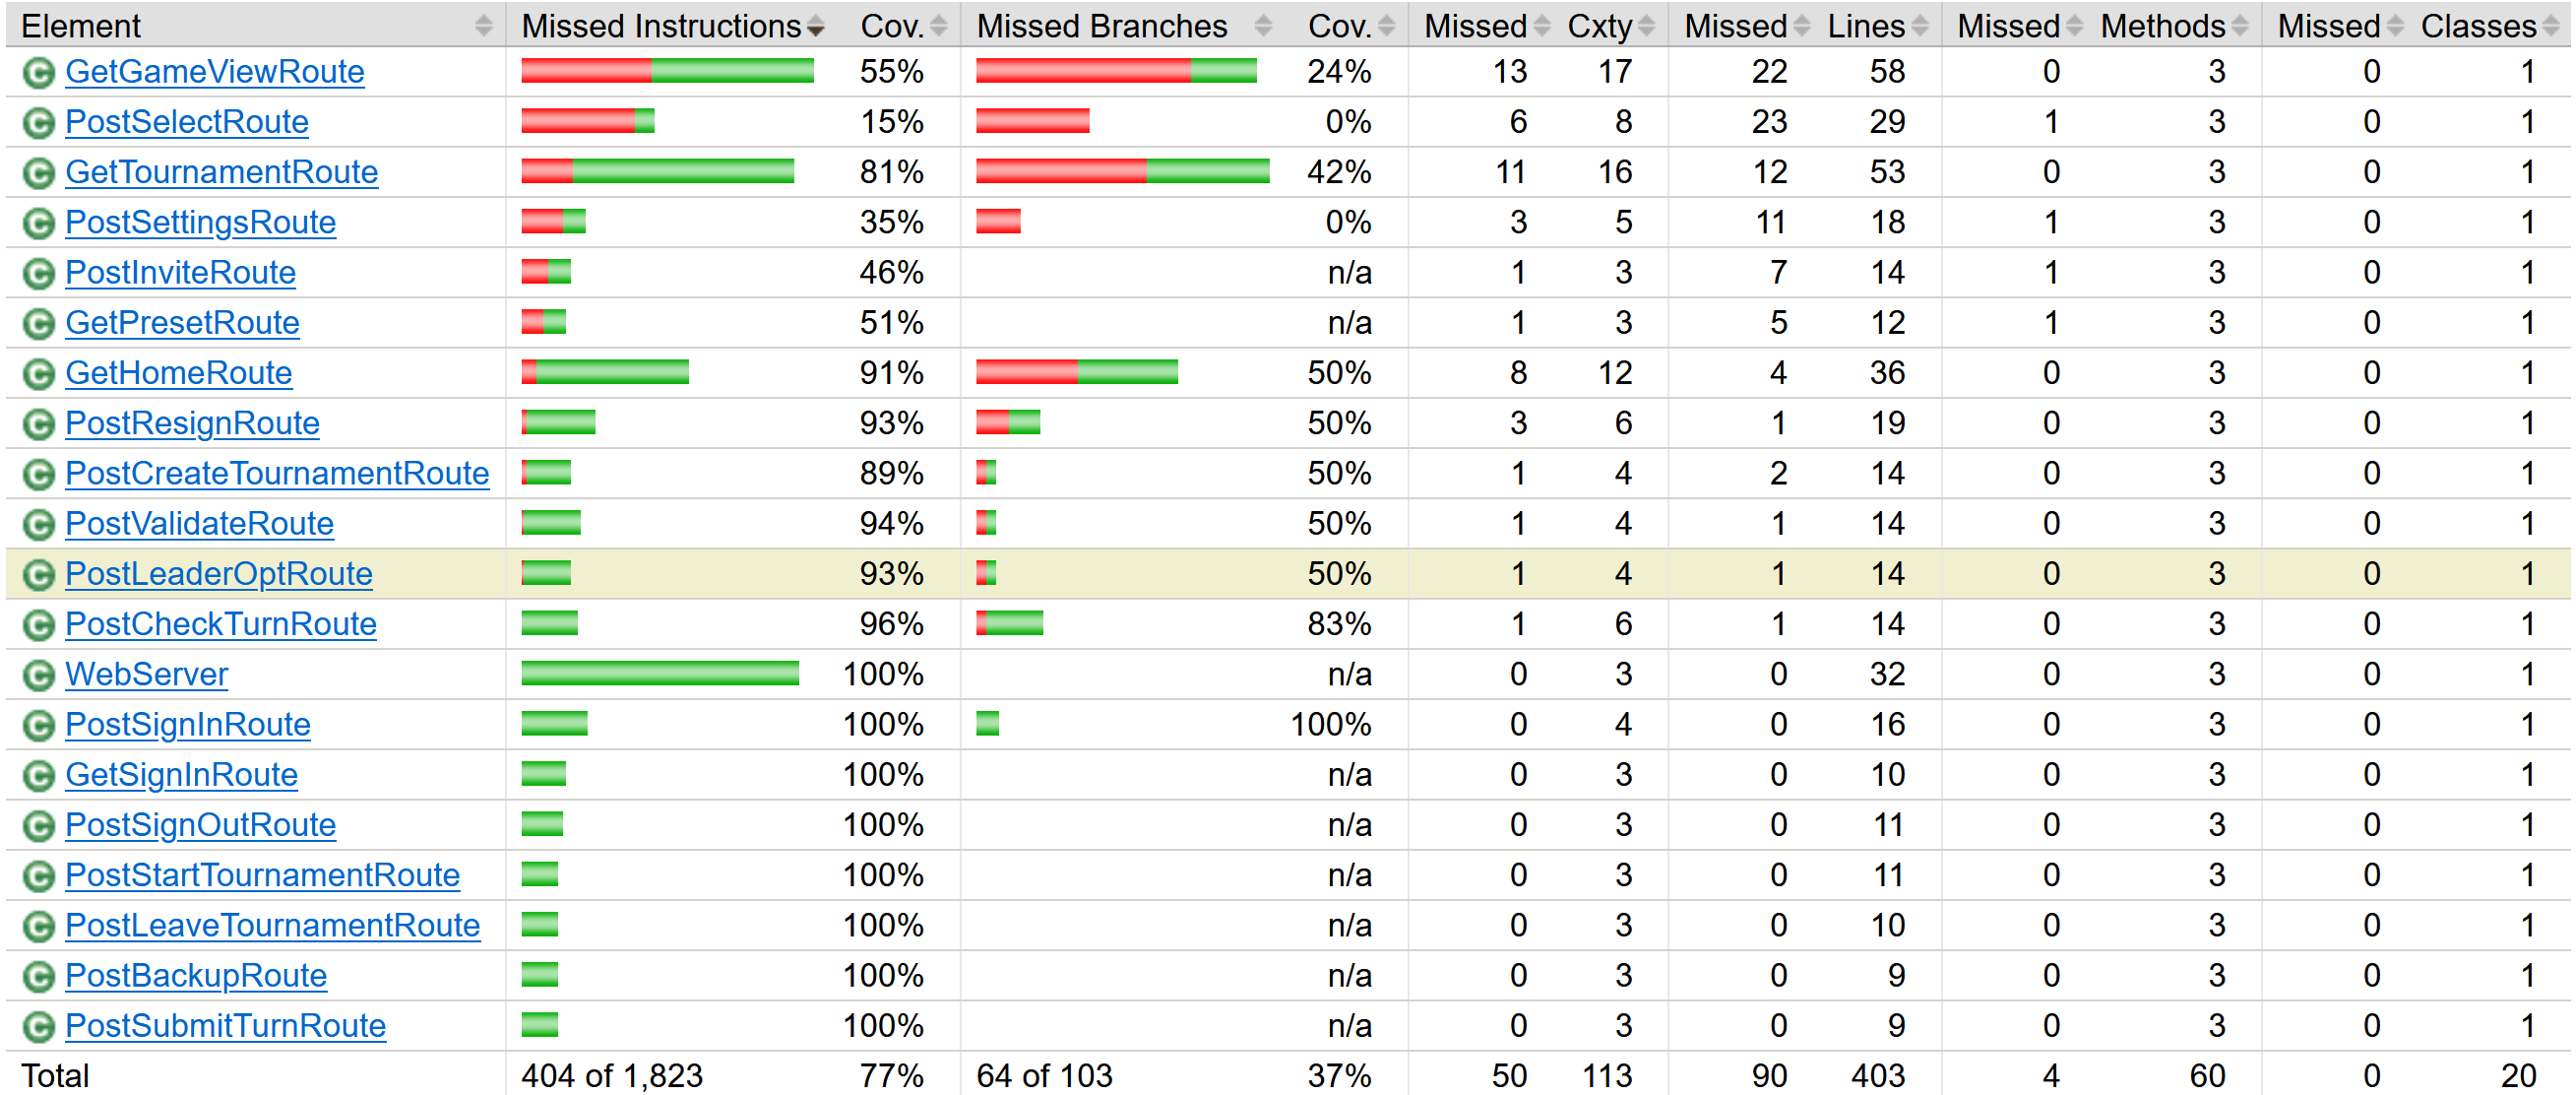 Element Missed Instructions Cov. Missed Branches Cov. Missed Cxty Missed Lines Missed Methods Missed Classes
C GetGameViewRoute 55% 24% 13 17 22 58 0 3 0 1
C PostSelectRoute 15% 0% 6 8 23 29 1 3 0 1
C GetTournamentRoute 81% 42% 11 16 12 53 0 3 0 1
C PostSettingsRoute 35% 0% 3 5 11 18 1 3 0 1
C PostInviteRoute 46% n/a 1 3 7 14 1 3 0 1
C GetPresetRoute 51% n/a 1 3 5 12 1 3 0 1
C GetHomeRoute 91% 50% 8 12 4 36 0 3 0 1
C PostResignRoute 93% 50% 3 6 1 19 0 3 0 1
C PostCreateTournamentRoute 89% 50% 1 4 2 14 0 3 0 1
C PostValidateRoute 94% 50% 1 4 1 14 0 3 0 1
C PostLeaderOptRoute 93% 50% 1 4 1 14 0 3 0 1
C PostCheckTurnRoute 96% 83% 1 6 1 14 0 3 0 1
C WebServer 100% n/a 0 3 0 32 0 3 0 1
C PostSignInRoute 100% 100% 0 4 0 16 0 3 0 1
C GetSignInRoute 100% n/a 0 3 0 10 0 3 0 1
C PostSignOutRoute 100% n/a 0 3 0 11 0 3 0 1
C PostStartTournamentRoute 100% n/a 0 3 0 11 0 3 0 1
C PostLeaveTournamentRoute 100% n/a 0 3 0 10 0 3 0 1
C PostBackupRoute 100% n/a 0 3 0 9 0 3 0 1
C PostSubmitTurnRoute 100% n/a 0 3 0 9 0 3 0 1
Total 404 of 1,823 77% 64 of 103 37% 50 113 90 403 4 60 0 20